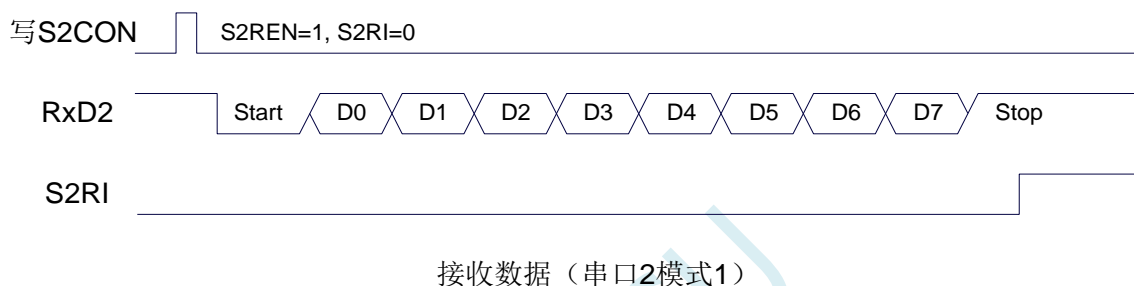 写S2CON S2REN=1, S2RI=0
RxD2 Start D0 D1 D2 D3 D4 D5 D6 D7 Stop
S2RI
接收数据（串口2模式1）